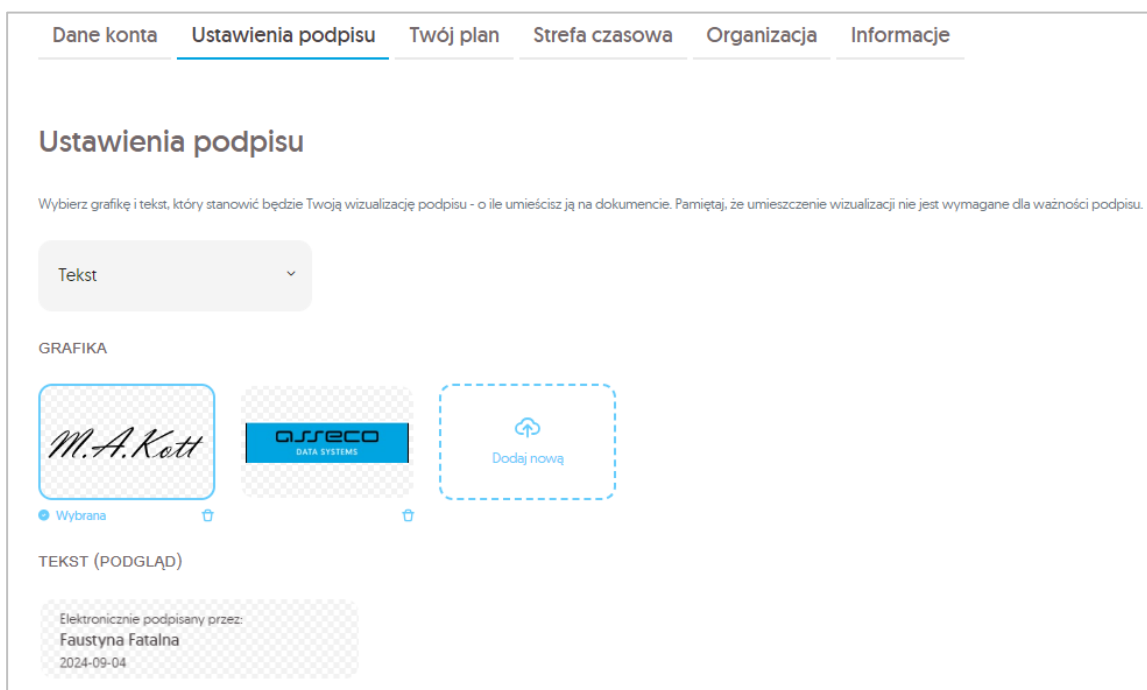 Dane konta Ustawienia podpisu Twój plan Strefa czasowa Organizacja Informacje
Ustawienia podpisu
Wybierz grafikę i tekst, który stanowić będzie Twoją wizualizację podpisu - o ile umieścisz ją na dokumencie. Pamiętaj, że umieszczenie wizualizacji nie jest wymagane dla ważności podpisu.
Tekst
GRAFIKA
M.A.Kott
asseco
DATA SYSTEMS
Dodaj nową
Wybrana
TEKST (PODGLĄD)
Elektronicznie podpisany przez:
Faustyna Fatalna
2024-09-04